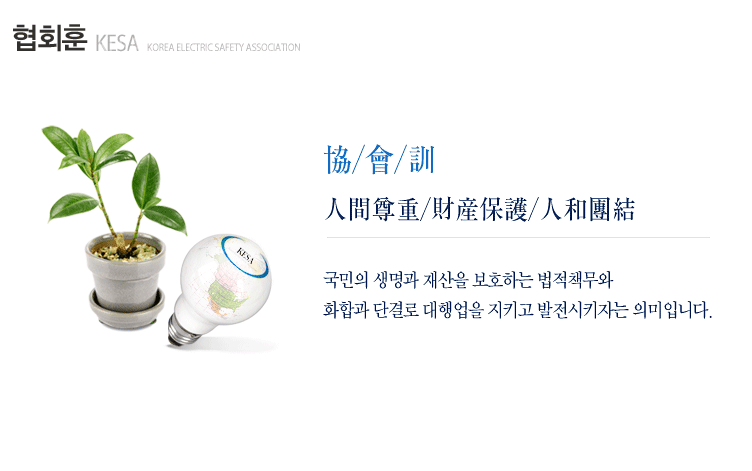 협회훈 KESA KOREA ELECTRIC SAFETY ASSOCIATION
協/會/訓
人間尊重/財産保護/人和團結
KESA
국민의 생명과 재산을 보호하는 법적책무와
화합과 단결로 대행업을 지키고 발전시키자는 의미입니다.